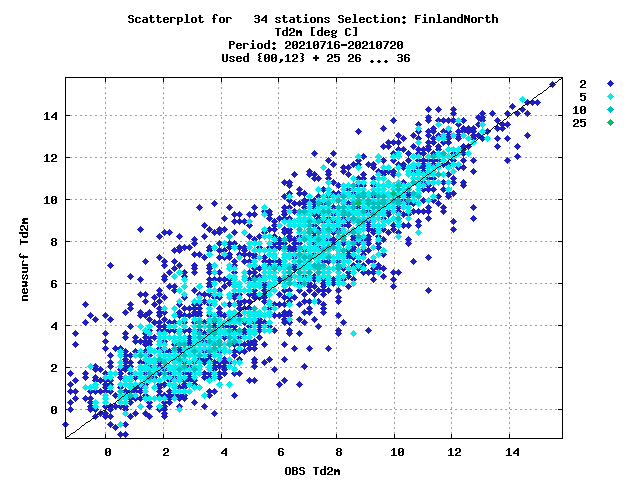 Scatterplot for   34 stations Selection: FinlandNorth
Td2m [deg C]
Period: 20210716-20210720
Used {00,12} + 25 26 ... 36
2
5
10
25
newsurf Td2m
14
12
10
8
6
4
2
0
0 2 4 6 8 10 12 14
OBS Td2m